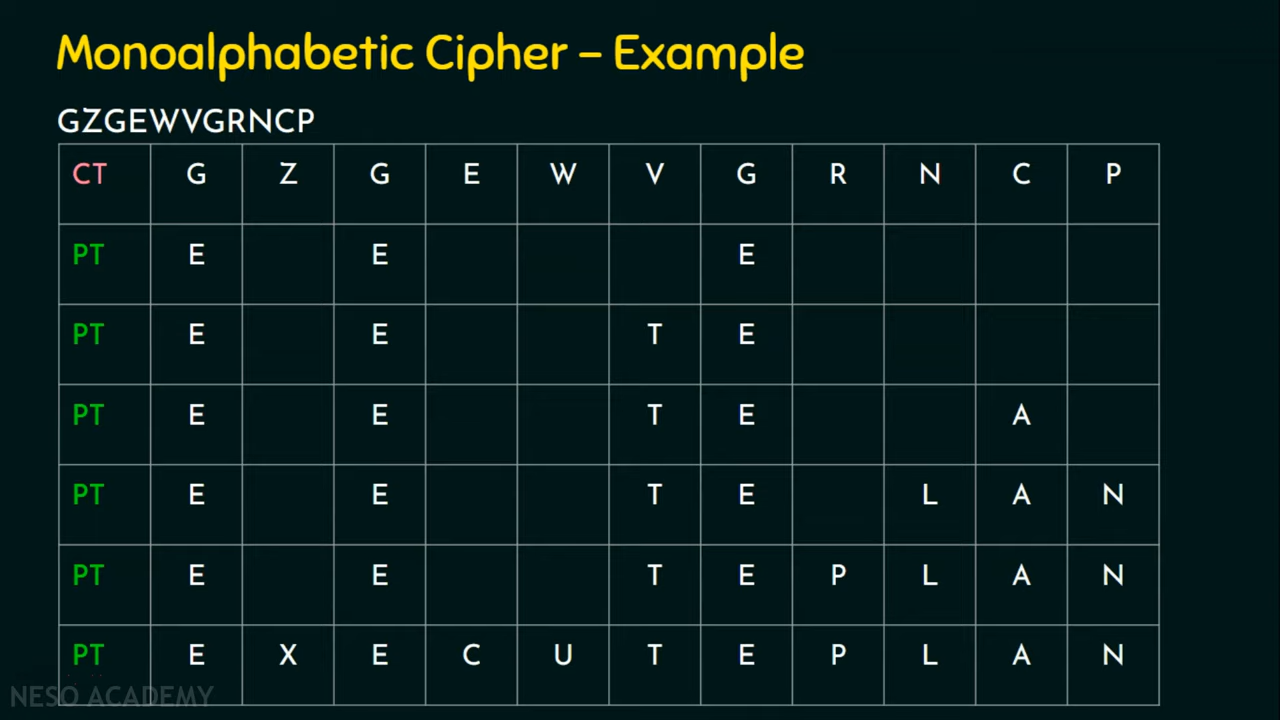 Monoalphabetic Cipher – Example
GZGEWVGRNCP
CT G Z G E W V G R N C P
PT E E E
PT E E T E
PT E E T E A
PT E E T E L A N
PT E E T E P L A N
PT E X E C U T E P L A N
NESO ACADEMY